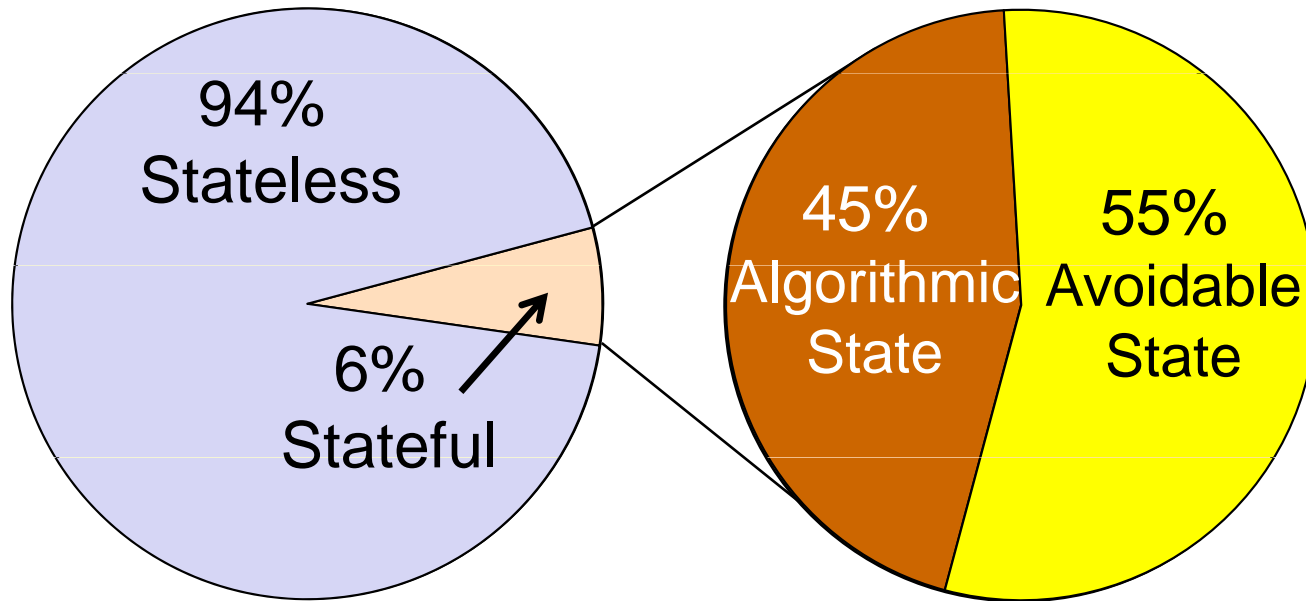 94%
Stateless
6%
Stateful
45%
Algorithmic
State
55%
Avoidable
State